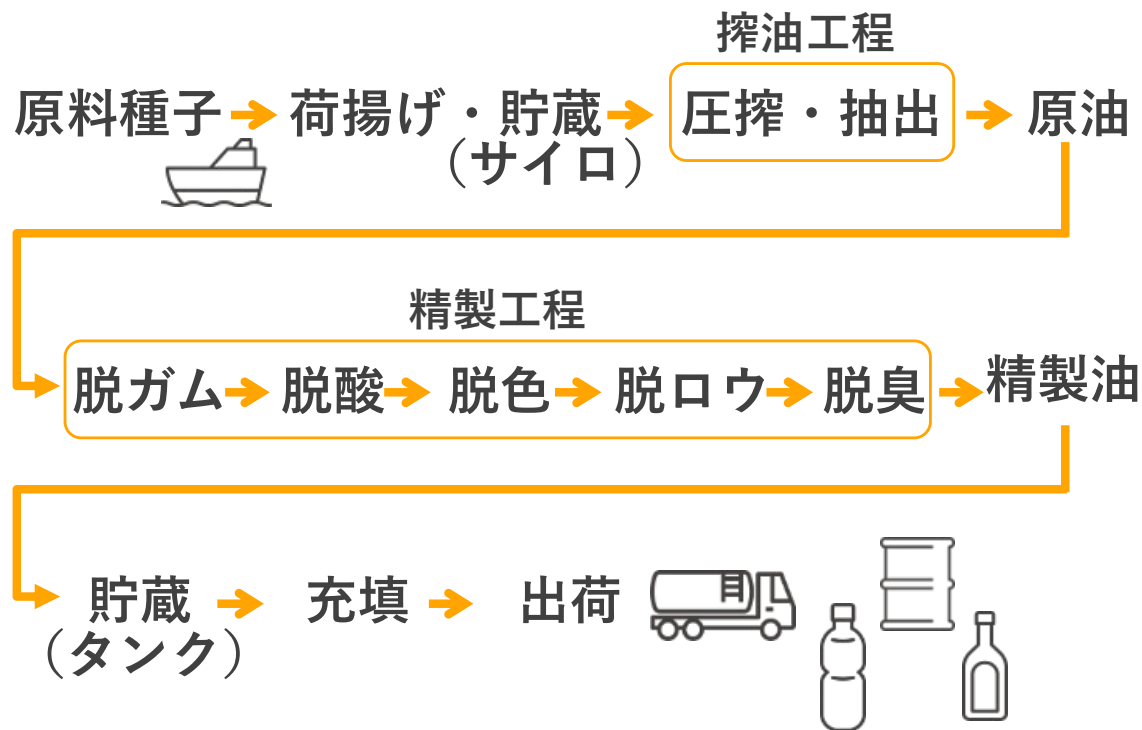 搾油工程
原料種子 荷揚げ・貯蔵 圧搾・抽出 原油
（サイロ）
精製工程
脱ガム 脱酸 脱色 脱ロウ 脱臭 精製油
貯蔵 充填 出荷
（タンク）